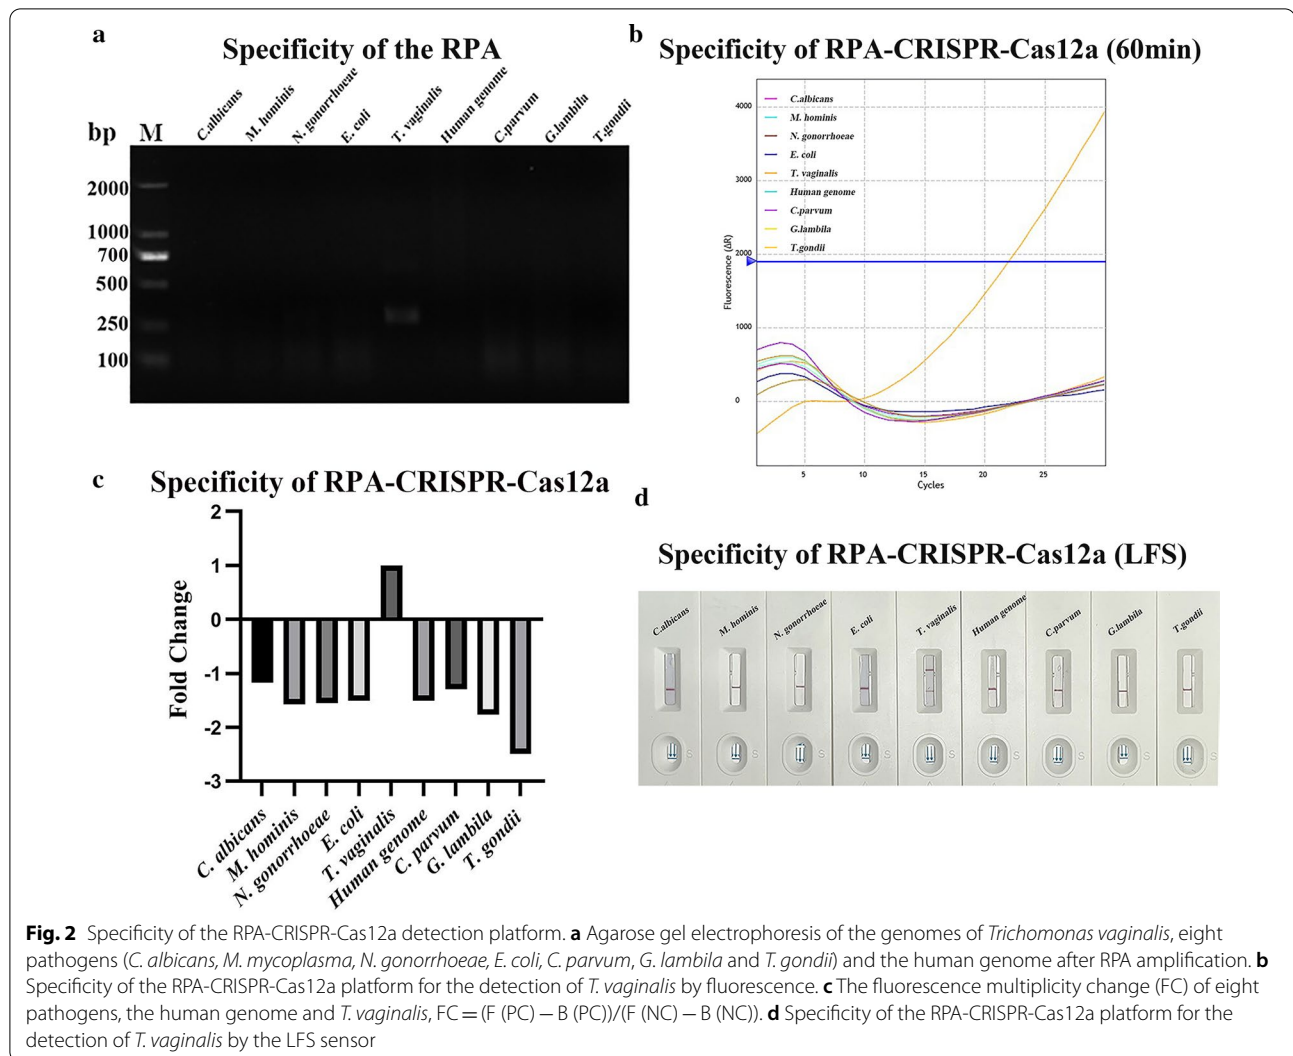 a
Specificity of the RPA
bp M C.albicans M. hominis N. gonorrhoeae E. coli T. vaginalis Human genome C.parvum G.lambila T.gondii
2000
1000
700
500
250
100
b
Specificity of RPA-CRISPR-Cas12a (60min)
Fluorescence (ΔR)
4000
3000
2000
1000
0
C.albicans
M. hominis
N. gonorrhoeae
E. coli
T. vaginalis
Human genome
C.parvum
G.lambila
T.gondii
5 10 15 20 25
Cycles
c
Specificity of RPA-CRISPR-Cas12a
Fold Change
2
1
0
-1
-2
-3
C. albicans M. hominis N. gonorrhoeae E. coli T. vaginalis Human genome C. parvum G. lambila T. gondii
d
Specificity of RPA-CRISPR-Cas12a (LFS)
C.albicans M. hominis N. gonorrhoeae E. coli T. vaginalis Human genome C.parvum G.lambila T.gondii
S S S S S S S S S
Fig. 2 Specificity of the RPA-CRISPR-Cas12a detection platform. a Agarose gel electrophoresis of the genomes of Trichomonas vaginalis, eight
pathogens (C. albicans, M. mycoplasma, N. gonorrhoeae, E. coli, C. parvum, G. lambila and T. gondii) and the human genome after RPA amplification. b
Specificity of the RPA-CRISPR-Cas12a platform for the detection of T. vaginalis by fluorescence. c The fluorescence multiplicity change (FC) of eight
pathogens, the human genome and T. vaginalis, FC = (F (PC) − B (PC))/(F (NC) − B (NC)). d Specificity of the RPA-CRISPR-Cas12a platform for the
detection of T. vaginalis by the LFS sensor